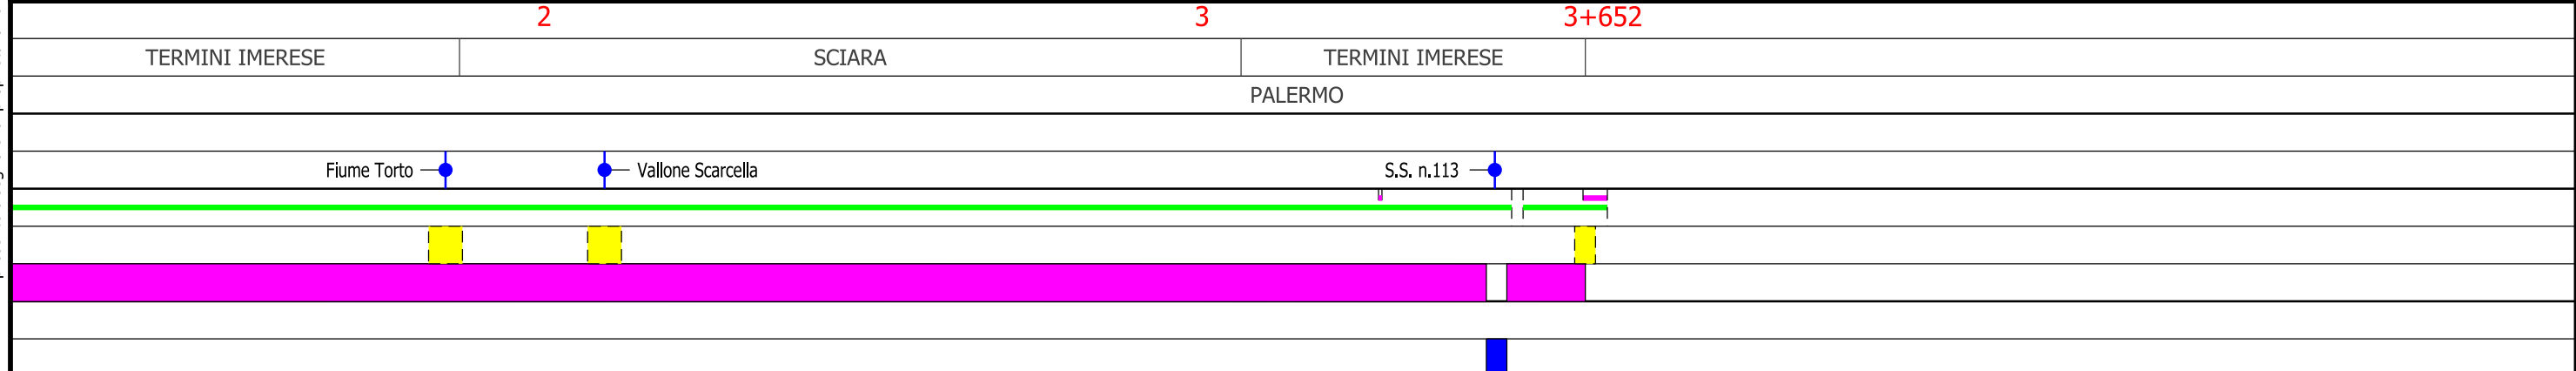 2 3 3+652
TERMINI IMERESE SCIARA TERMINI IMERESE
PALERMO
Fiume Torto Vallone Scarcella S.S. n.113